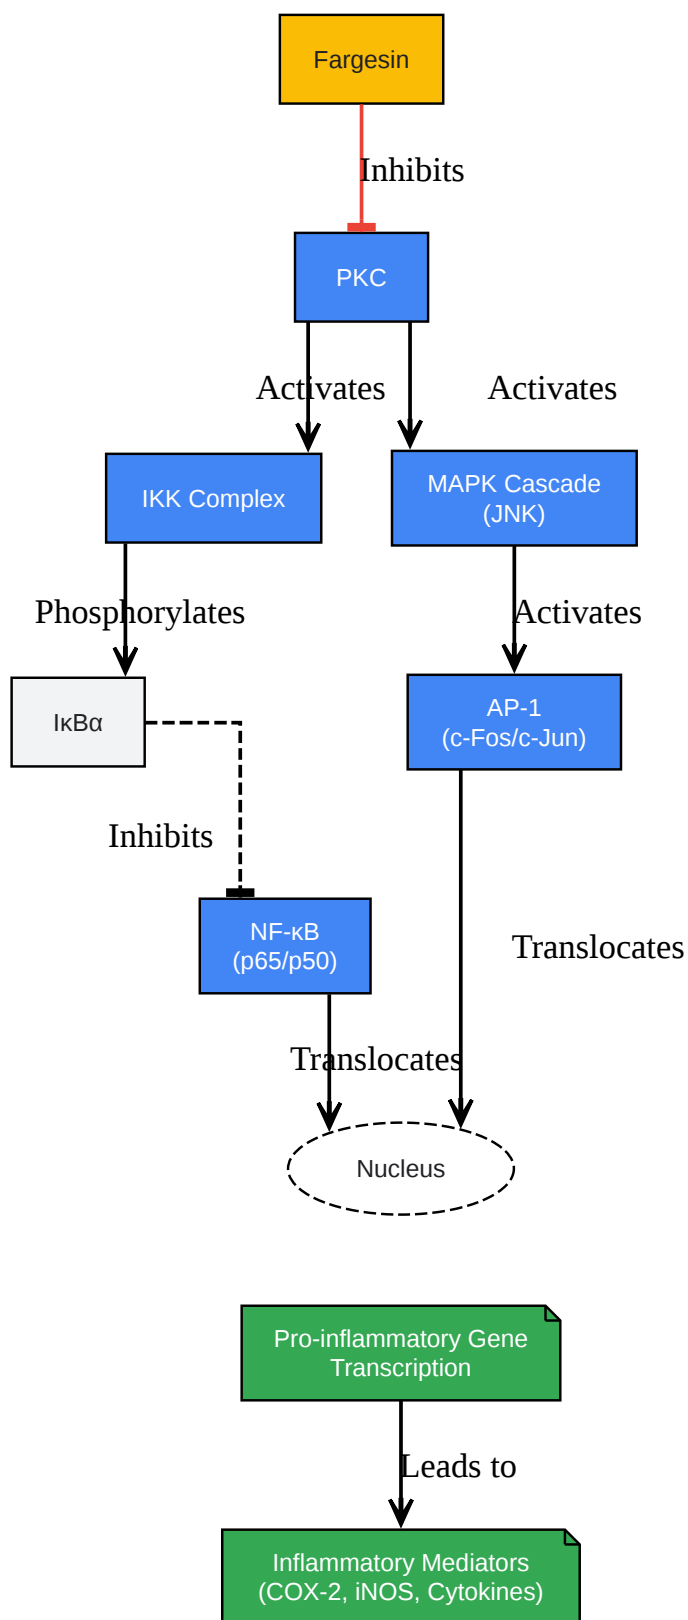 Fargesin
Inhibits
PKC
Activates
Activates
IKK Complex
MAPK Cascade
(JNK)
Phosphorylates
Activates
IκBα
AP-1
(c-Fos/c-Jun)
Inhibits
NF-κB
(p65/p50)
Translocates
Translocates
Nucleus
Pro-inflammatory Gene
Transcription
Leads to
Inflammatory Mediators
(COX-2, iNOS, Cytokines)